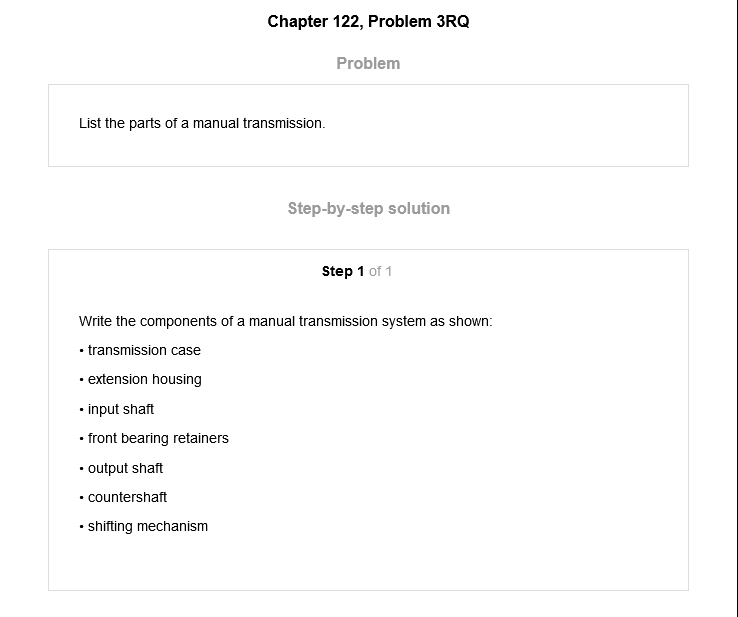 Chapter 122, Problem 3RQ
Problem
List the parts of a manual transmission.
Step-by-step solution
Step 1 of 1
Write the components of a manual transmission system as shown:
• transmission case
• extension housing
• input shaft
• front bearing retainers
• output shaft
• countershaft
• shifting mechanism